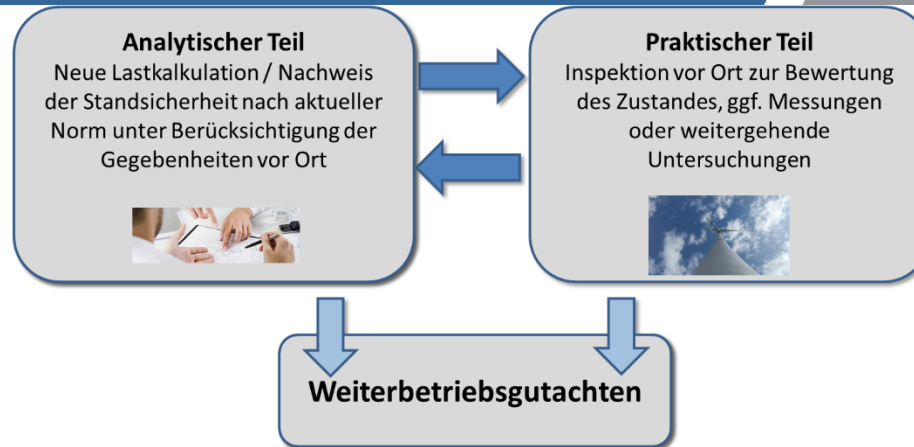 Analytischer Teil
Neue Lastkalkulation / Nachweis
der Standsicherheit nach aktueller
Norm unter Berücksichtigung der
Gegebenheiten vor Ort
Praktischer Teil
Inspektion vor Ort zur Bewertung
des Zustandes, ggf. Messungen
oder weitergehende
Untersuchungen
Weiterbetriebsgutachten